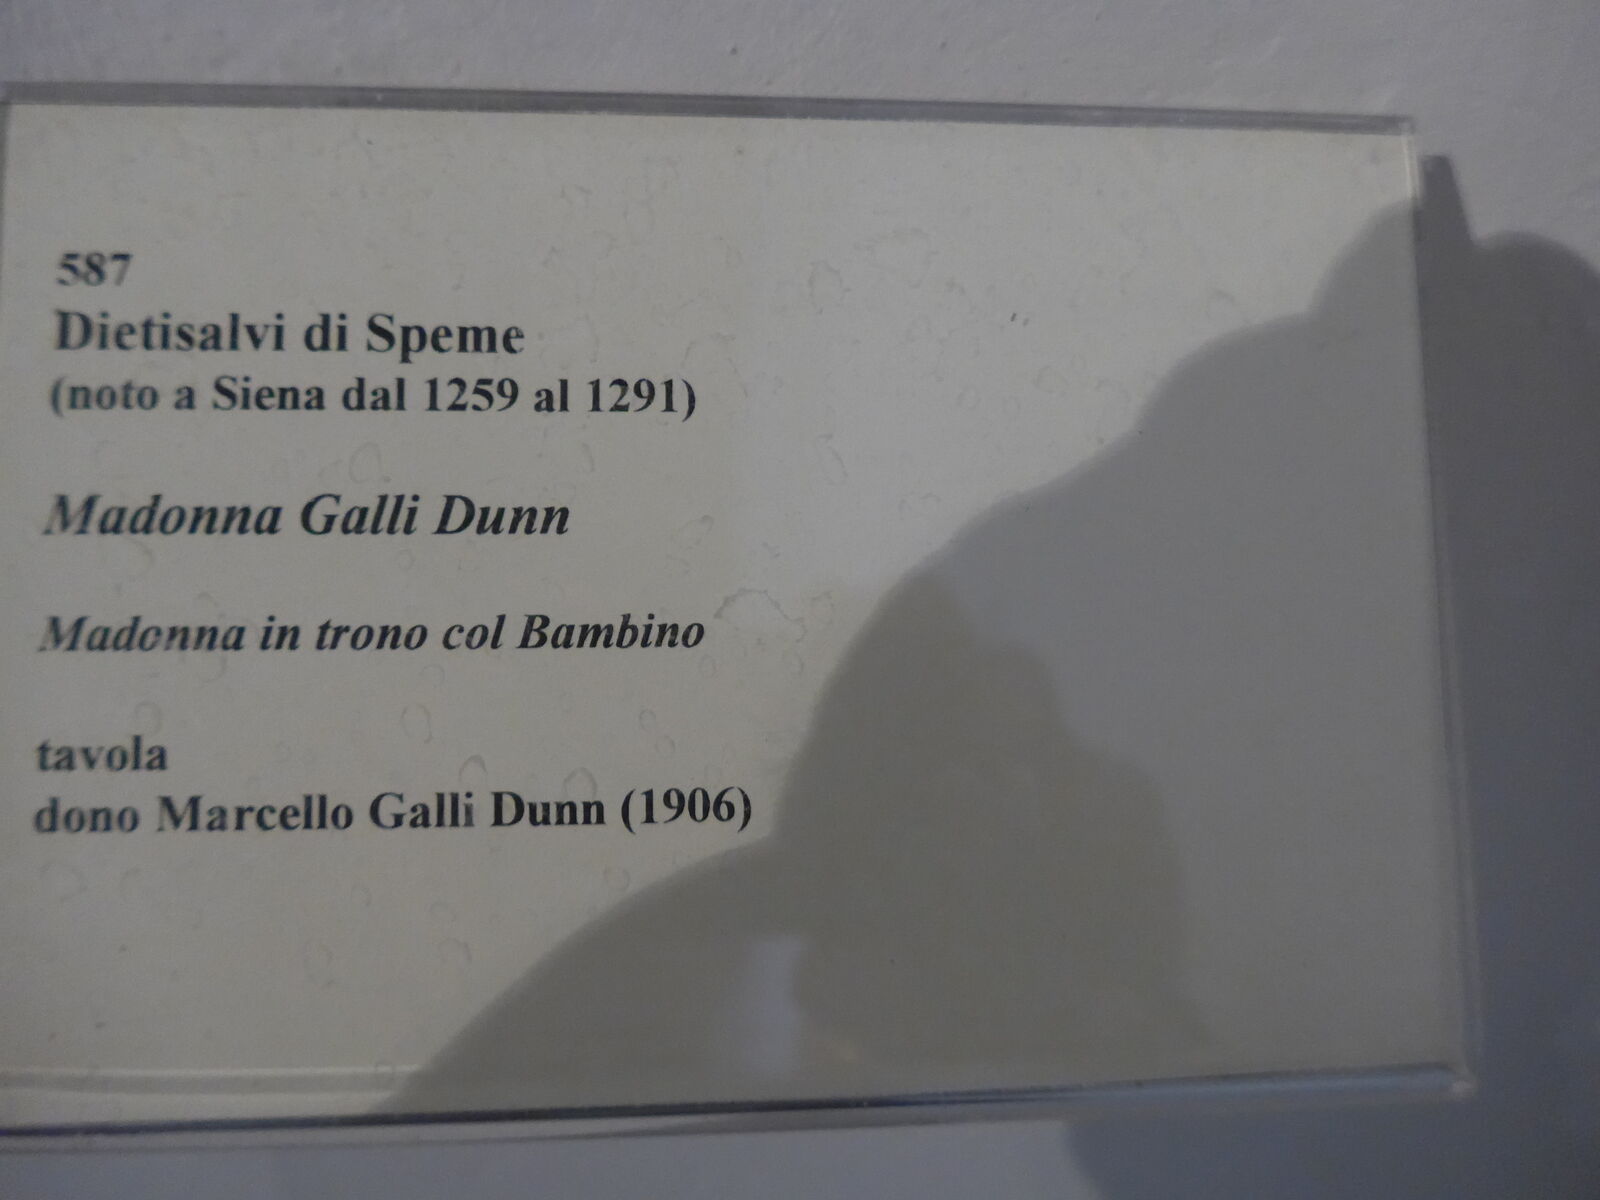 587
Dietisalvi di Speme
(noto a Siena dal 1259 al 1291)
Madonna Galli Dunn
Madonna in trono col Bambino
tavola
dono Marcello Galli Dunn (1906)